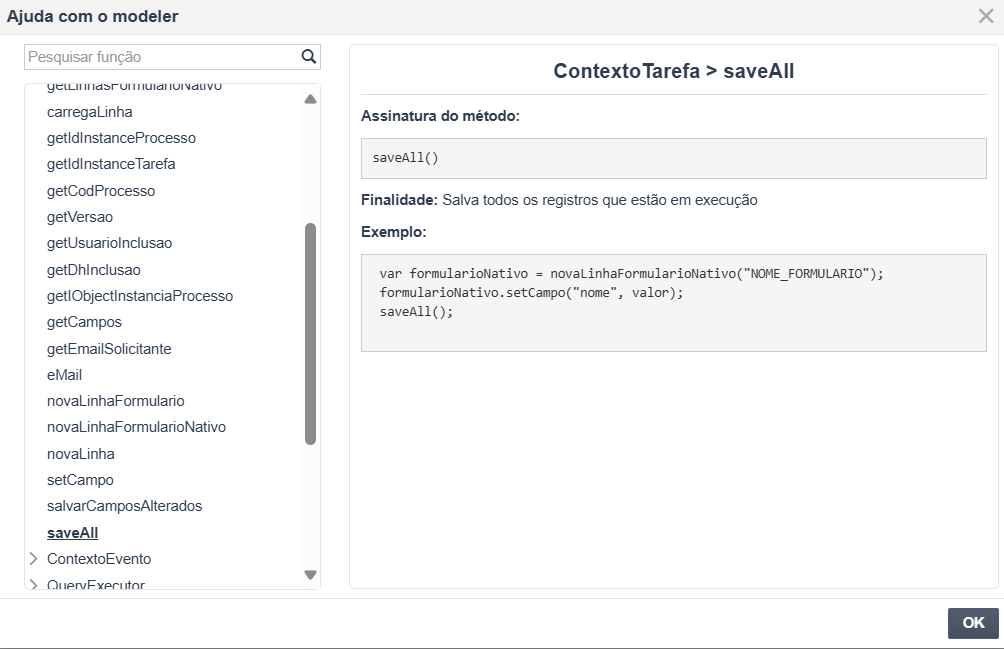 Ajuda com o modeler
Pesquisar função
getLinhasFormularioNativo
carregaLinha
getIdInstanceProcesso
getIdInstanceTarefa
getCodProcesso
getVersao
getUsuarioInclusao
getDhInclusao
getIObjectInstanciaProcesso
getCampos
getEmailSolicitante
eMail
novaLinhaFormulario
novaLinhaFormularioNativo
novaLinha
setCampo
salvarCamposAlterados
saveAll
ContextoEvento
QueryExecutor
ContextoTarefa > saveAll
Assinatura do método:
saveAll()
Finalidade: Salva todos os registros que estão em execução
Exemplo:
var formularioNativo = novaLinhaFormularioNativo("NOME_FORMULARIO");
formularioNativo.setCampo("nome", valor);
saveAll();
OK